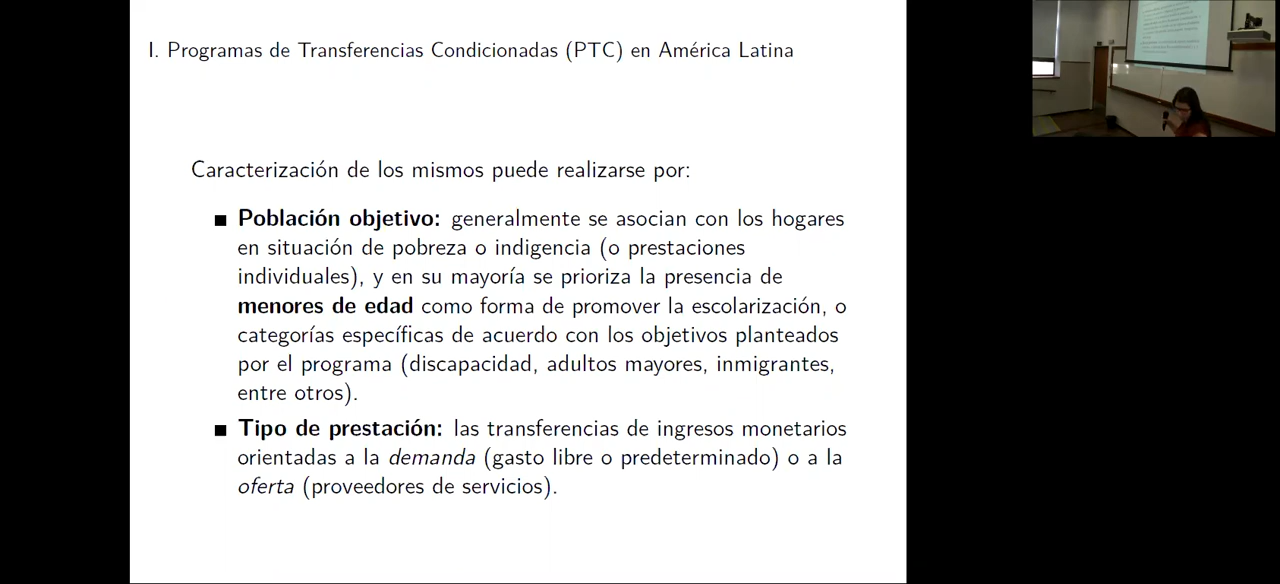 I. Programas de Transferencias Condicionadas (PTC) en América Latina
Caracterización de los mismos puede realizarse por:
Población objetivo: generalmente se asocian con los hogares
en situación de pobreza o indigencia (o prestaciones
individuales), y en su mayoría se prioriza la presencia de
menores de edad como forma de promover la escolarización, o
categorías específicas de acuerdo con los objetivos planteados
por el programa (discapacidad, adultos mayores, inmigrantes,
entre otros).
Tipo de prestación: las transferencias de ingresos monetarios
orientadas a la demanda (gasto libre o predeterminado) o a la
oferta (proveedores de servicios).